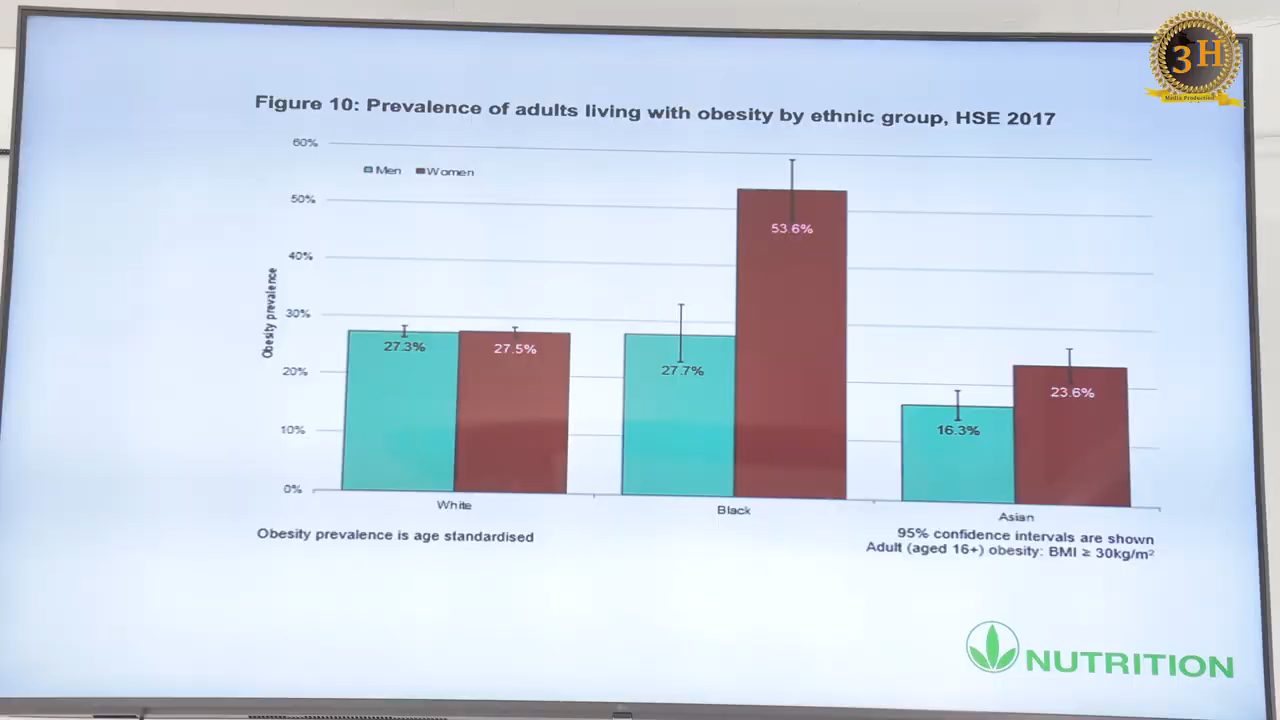 3H
Media Production
Figure 10: Prevalence of adults living with obesity by ethnic group, HSE 2017
60%
Men
Women
50%
40%
30%
20%
10%
0%
Obesity prevalence
27.3%
27.5%
27.7%
53.6%
16.3%
23.6%
White
Black
Asian
Obesity prevalence is age standardised
95% confidence intervals are shown
Adult (aged 16+) obesity: BMI ≥ 30kg/m²
NUTRITION